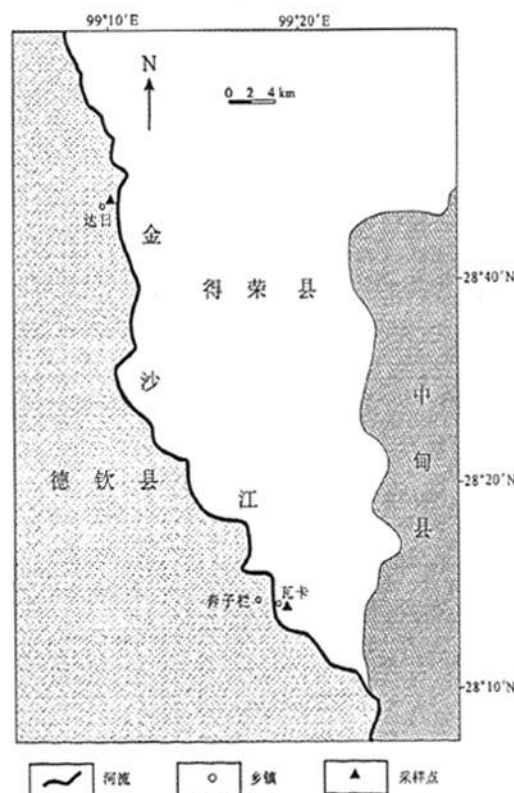 99°10′E
99°20′E
N
0 2 4 km
达日
金
得荣县
28°40′N
沙
中甸县
德钦县
28°20′N
江
瓦卡
奔子栏
28°10′N
河流
乡镇
采样点